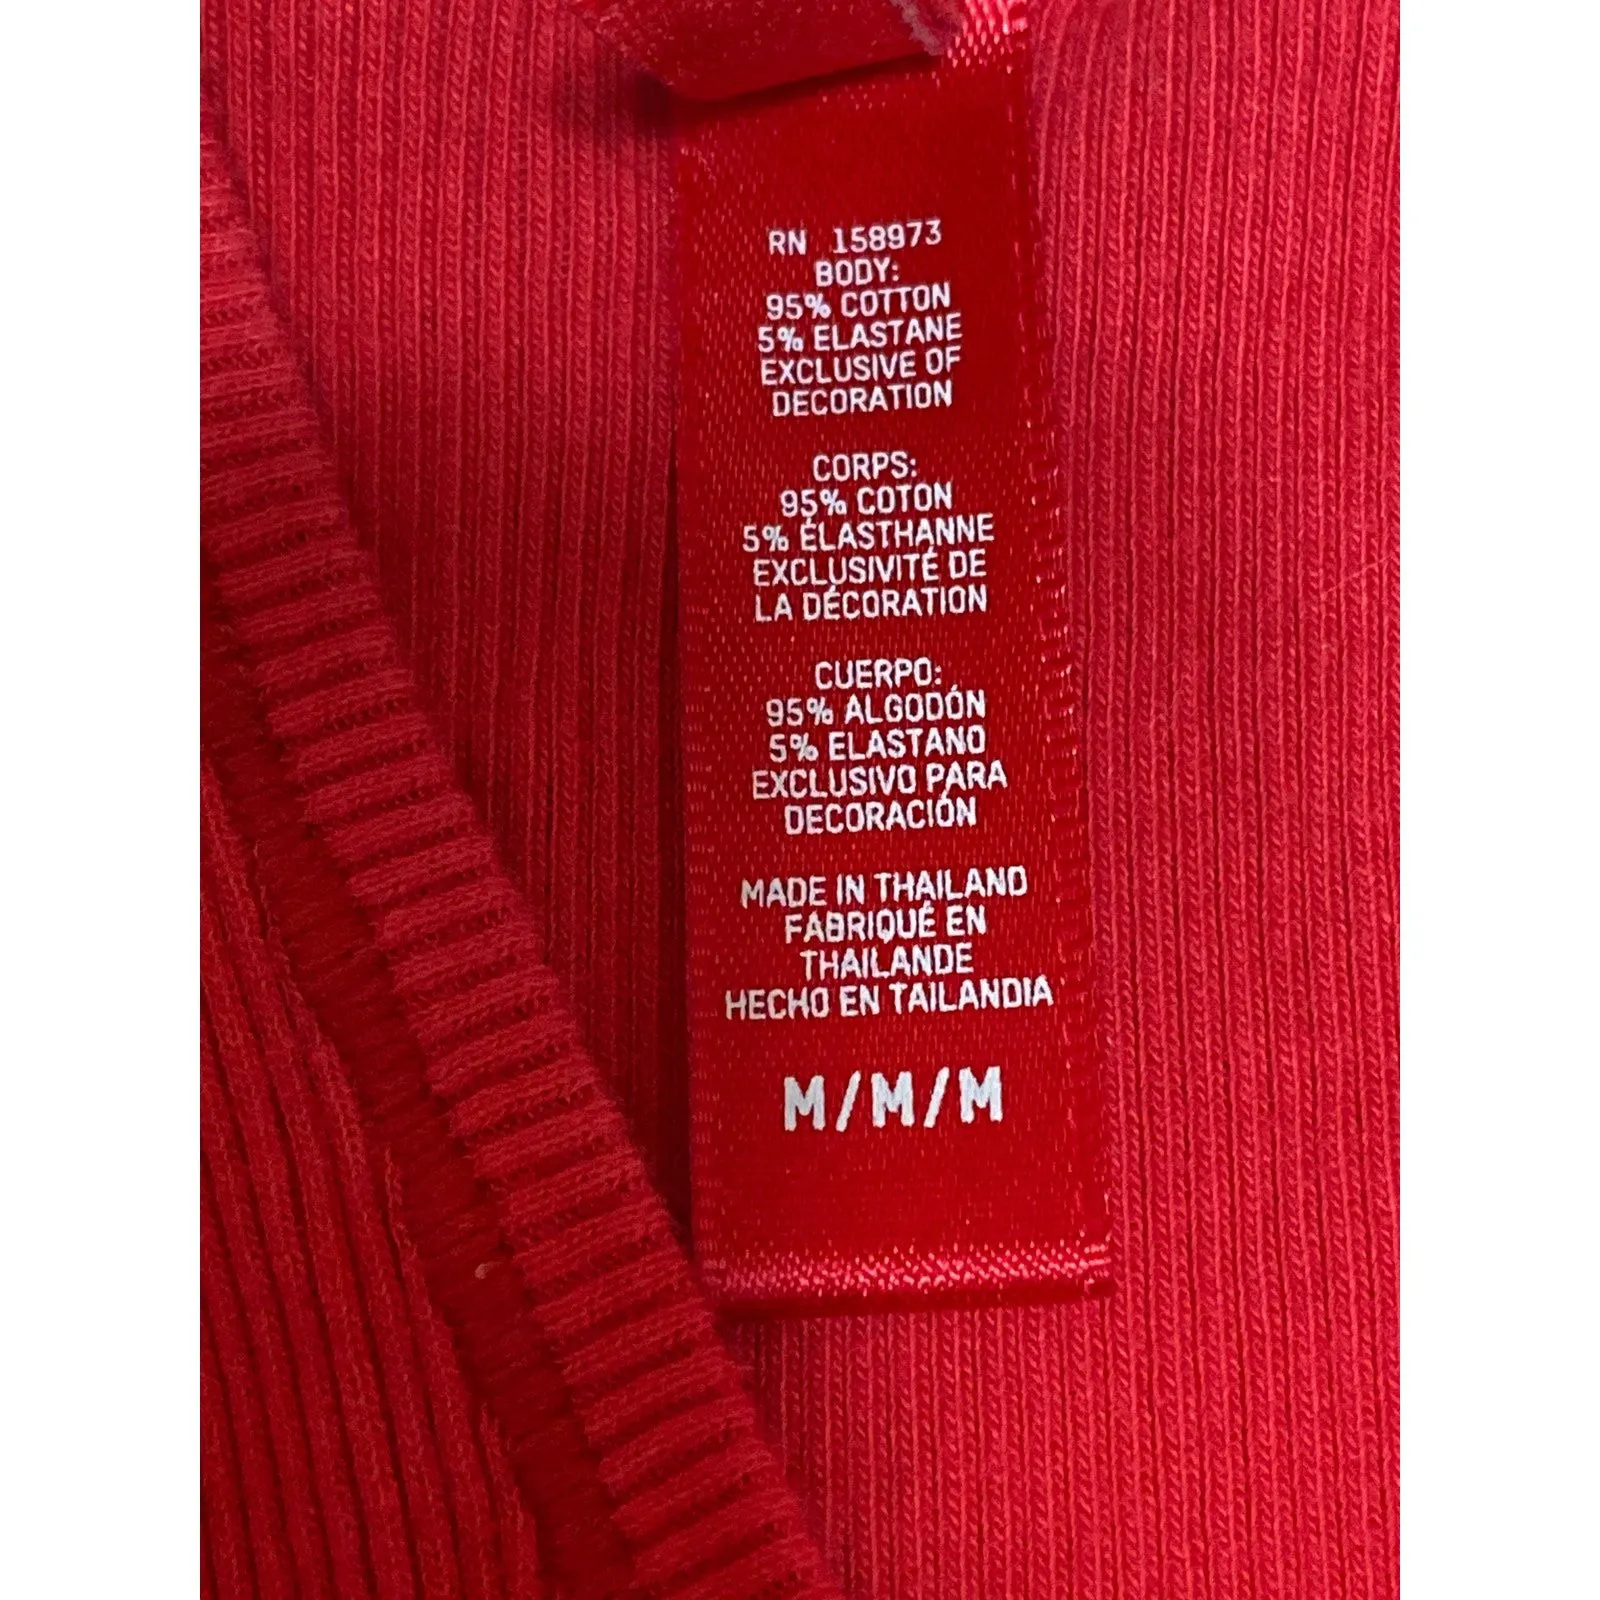 RN 158973
BODY:
95% COTTON
5% ELASTANE
EXCLUSIVE OF
DECORATION
CORPS:
95% COTON
5% ÉLASTHANNE
EXCLUSIVITÉ DE
LA DÉCORATION
CUERPO:
95% ALGODÓN
5% ELASTANO
EXCLUSIVO PARA
DECORACIÓN
MADE IN THAILAND
FABRIQUÉ EN
THAILANDE
HECHO EN TAILANDIA
M/M/M